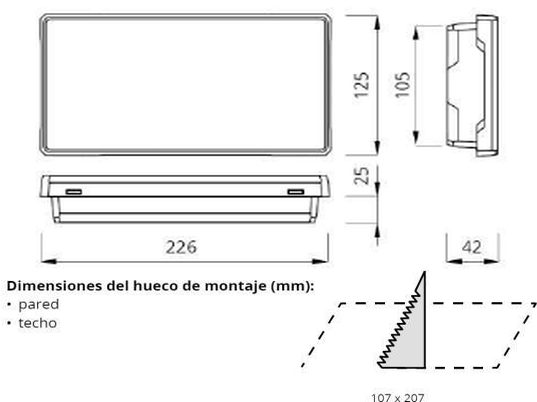 125
105
25
226
42
Dimensiones del hueco de montaje (mm):
• pared
• techo
107 x 207